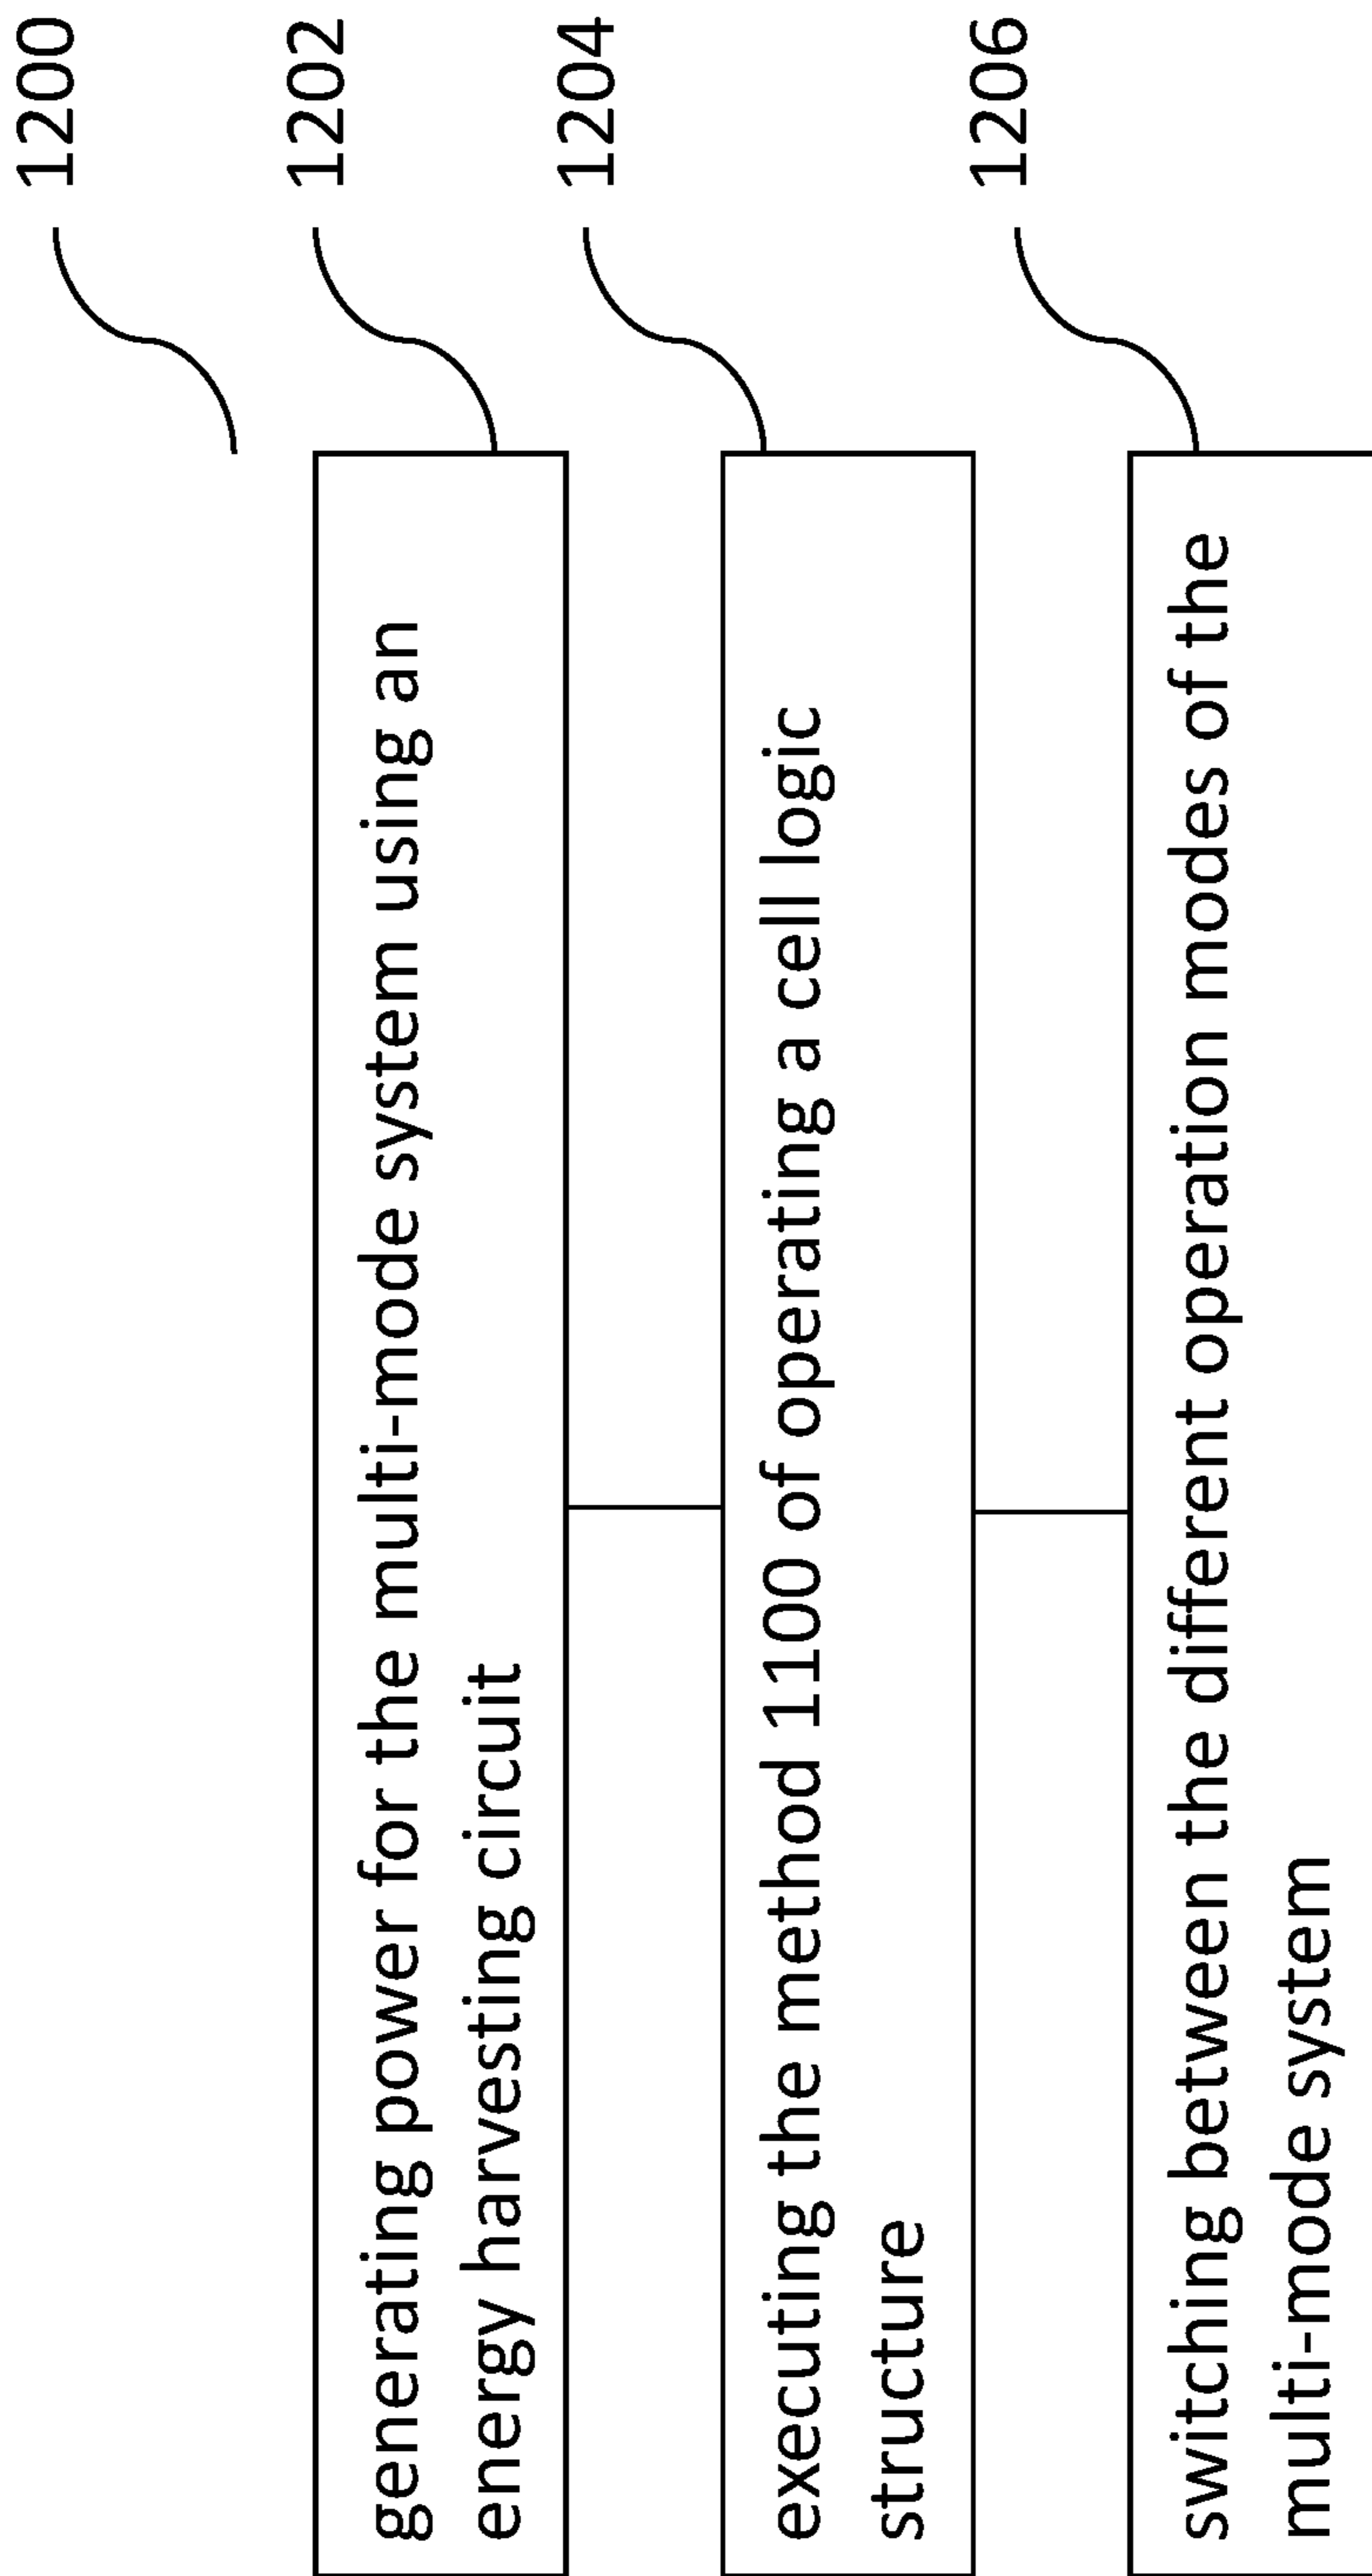 1200
1202
generating power for the multi-mode system using an
energy harvesting circuit
1204
executing the method 1100 of operating a cell logic
structure
1206
switching between the different operation modes of the
multi-mode system